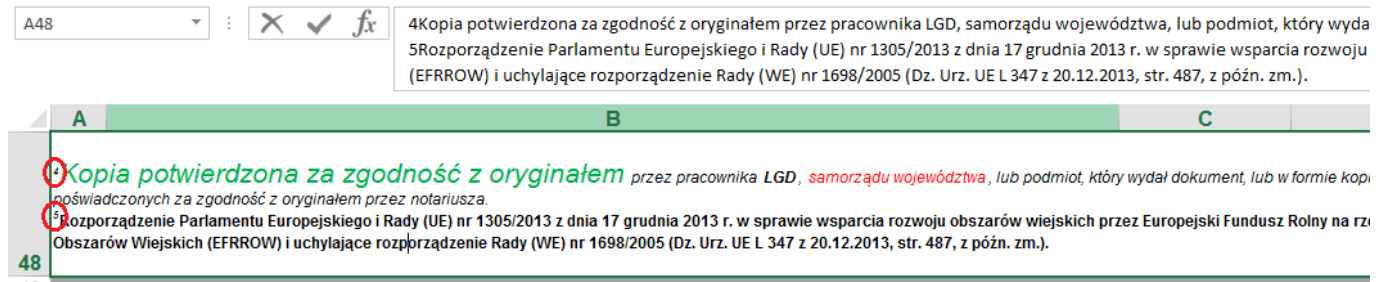 A48
fx
4Kopia potwierdzona za zgodność z oryginałem przez pracownika LGD, samorządu województwa, lub podmiot, który wyda
5Rozporządzenie Parlamentu Europejskiego i Rady (UE) nr 1305/2013 z dnia 17 grudnia 2013 r. w sprawie wsparcia rozwoju
(EFRROW) i uchylające rozporządzenie Rady (WE) nr 1698/2005 (Dz. Urz. UE L 347 z 20.12.2013, str. 487, z późn. zm.).
A B C
4Kopia potwierdzona za zgodność z oryginałem przez pracownika LGD, samorządu województwa, lub podmiot, który wydał dokument, lub w formie kopi
poświadczonych za zgodność z oryginałem przez notariusza.
5Rozporządzenie Parlamentu Europejskiego i Rady (UE) nr 1305/2013 z dnia 17 grudnia 2013 r. w sprawie wsparcia rozwoju obszarów wiejskich przez Europejski Fundusz Rolny na rze
Obszarów Wiejskich (EFRROW) i uchylające rozporządzenie Rady (WE) nr 1698/2005 (Dz. Urz. UE L 347 z 20.12.2013, str. 487, z późn. zm.).
48